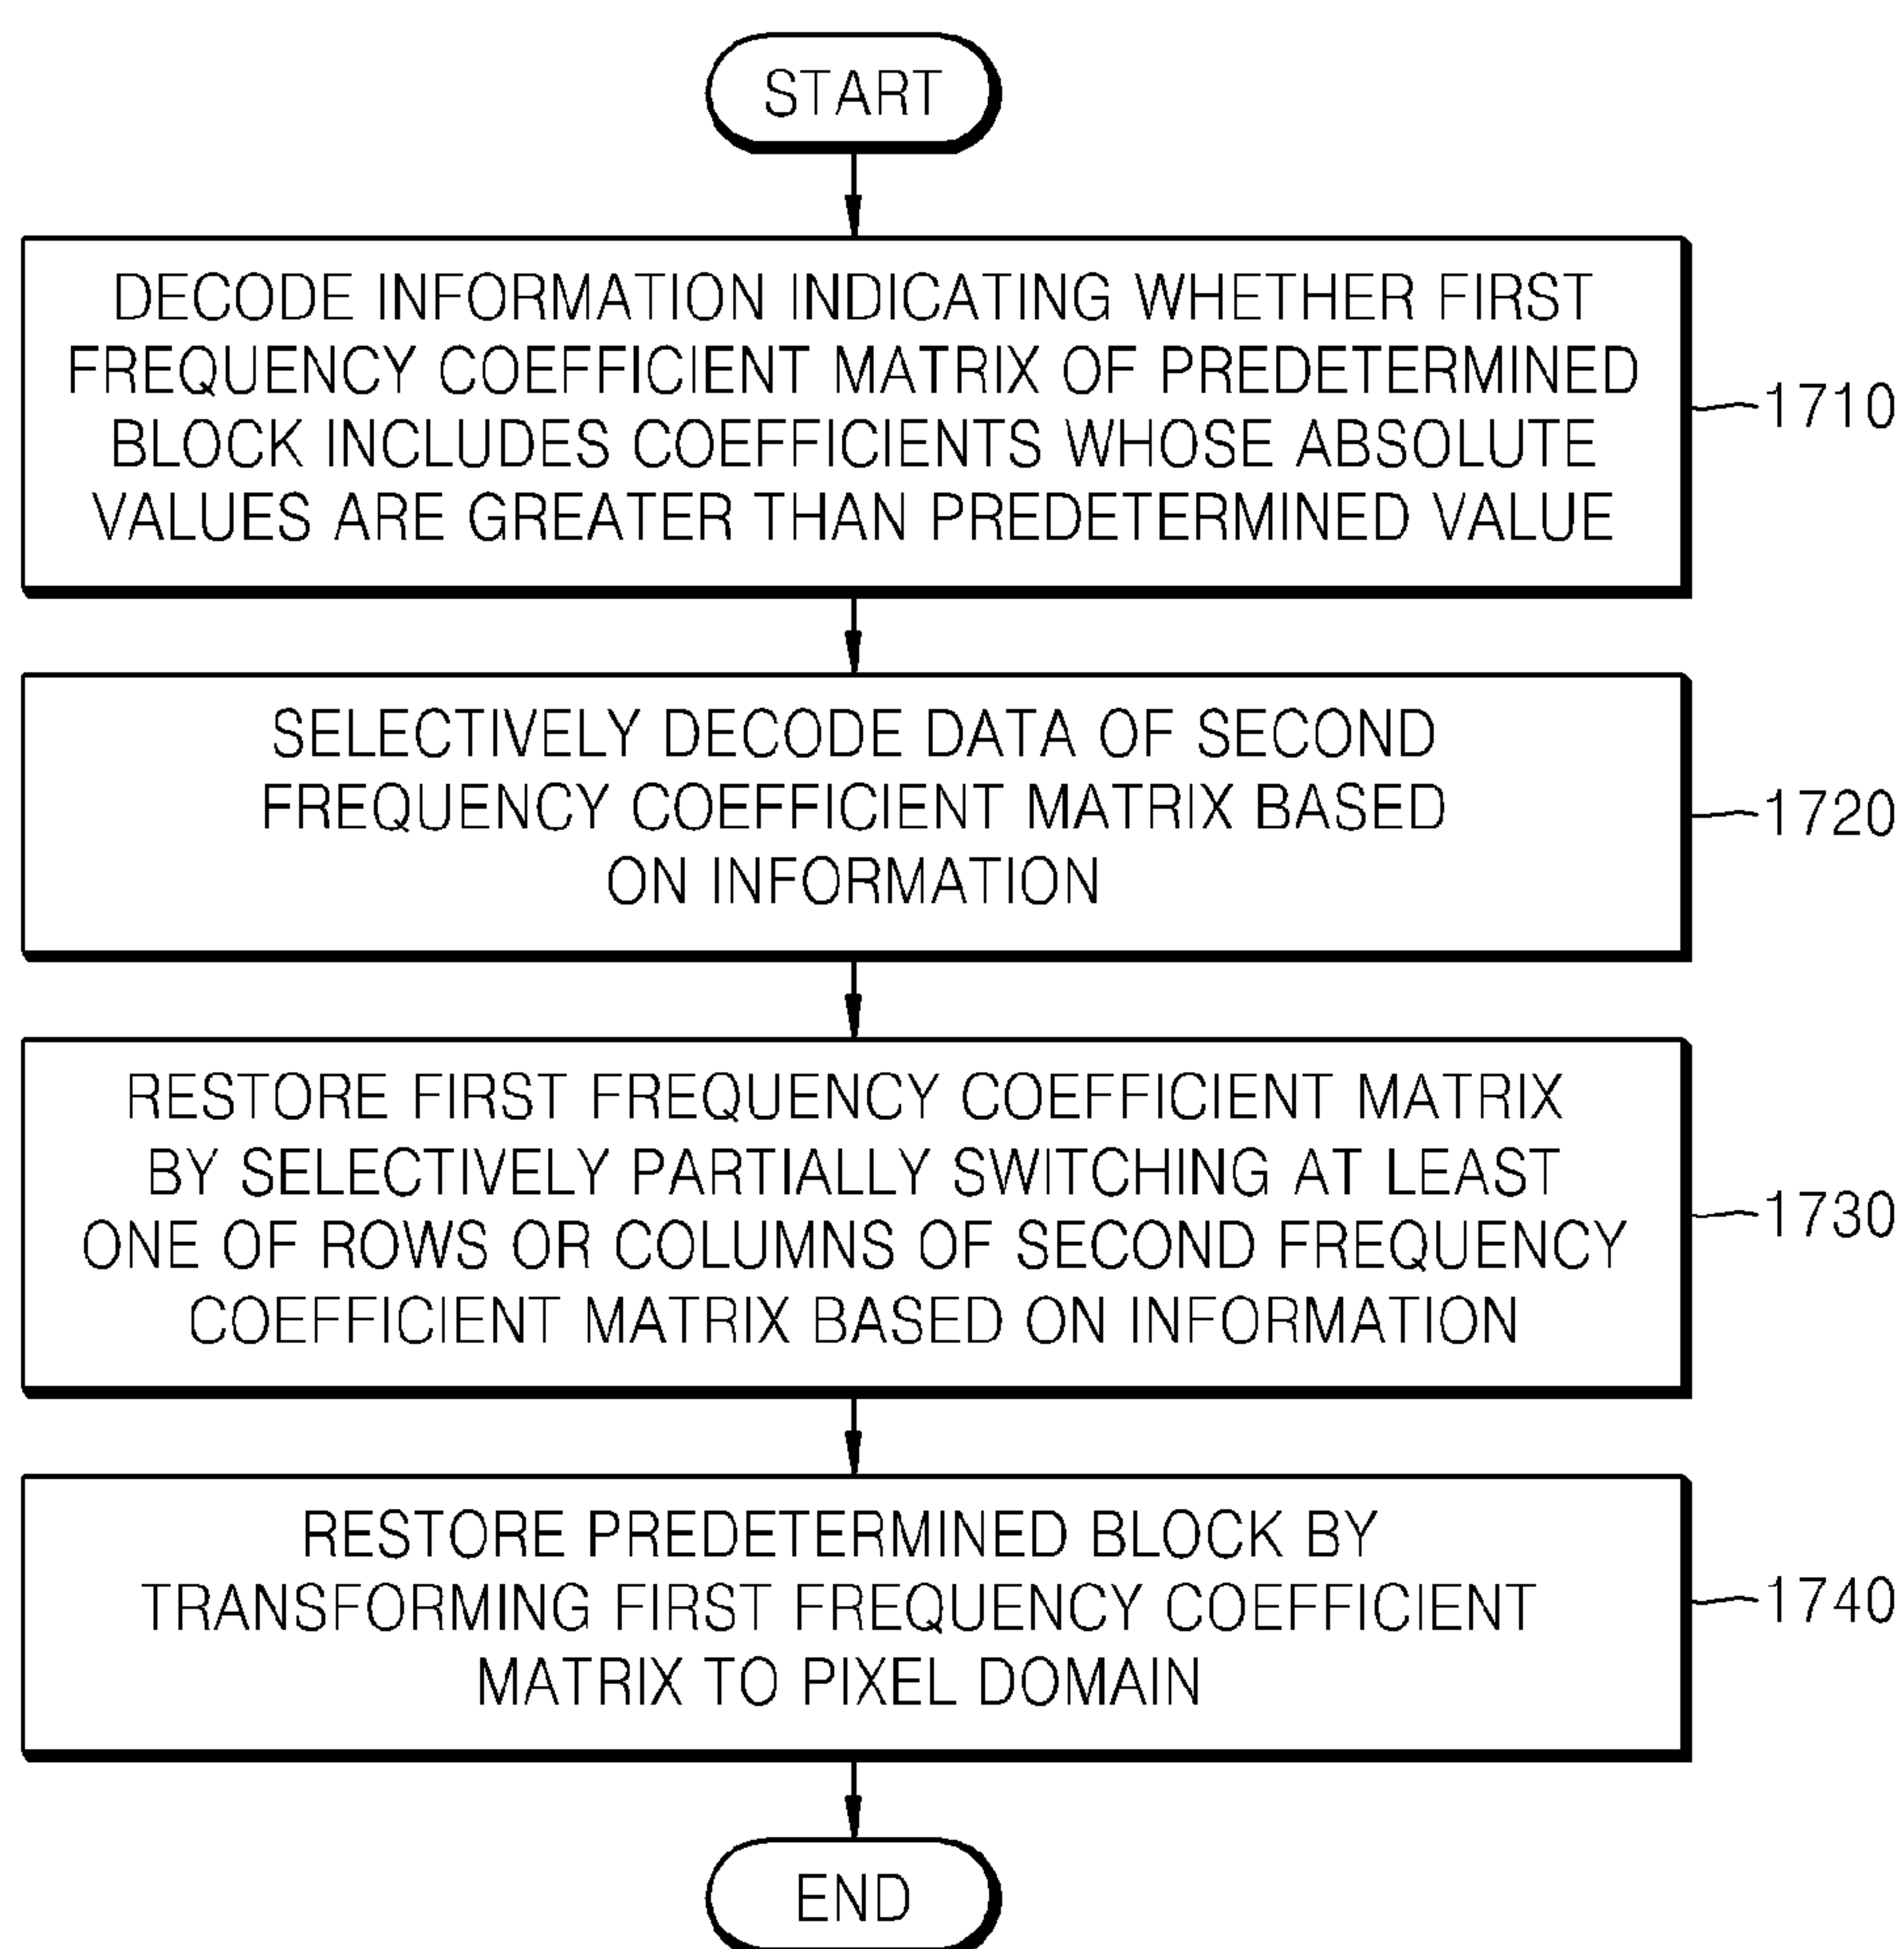 START
DECODE INFORMATION INDICATING WHETHER FIRST
FREQUENCY COEFFICIENT MATRIX OF PREDETERMINED
BLOCK INCLUDES COEFFICIENTS WHOSE ABSOLUTE
VALUES ARE GREATER THAN PREDETERMINED VALUE
1710
SELECTIVELY DECODE DATA OF SECOND
FREQUENCY COEFFICIENT MATRIX BASED
ON INFORMATION
1720
RESTORE FIRST FREQUENCY COEFFICIENT MATRIX
BY SELECTIVELY PARTIALLY SWITCHING AT LEAST
ONE OF ROWS OR COLUMNS OF SECOND FREQUENCY
COEFFICIENT MATRIX BASED ON INFORMATION
1730
RESTORE PREDETERMINED BLOCK BY
TRANSFORMING FIRST FREQUENCY COEFFICIENT
MATRIX TO PIXEL DOMAIN
1740
END